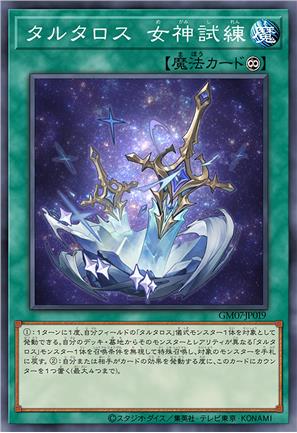 タルタロス 女神試練 魔
めがみしれん まほう
【魔法カード∞】
GM07-JP019
①：1ターンに1度、自分フィールドの「タルタロス」儀式モンスター1体を対象として
発動できる。自分のデッキ・墓地からそのモンスターとレアリティが異なる「タルタロ
ス」モンスター1体を召喚条件を無視して特殊召喚し、対象のモンスターを手札
に戻す。②：自分または相手がカードの効果を発動する度に、このカードにカウン
ターを1つ置く（最大4つまで）。
©スタジオ・ダイス／集英社・テレビ東京・KONAMI